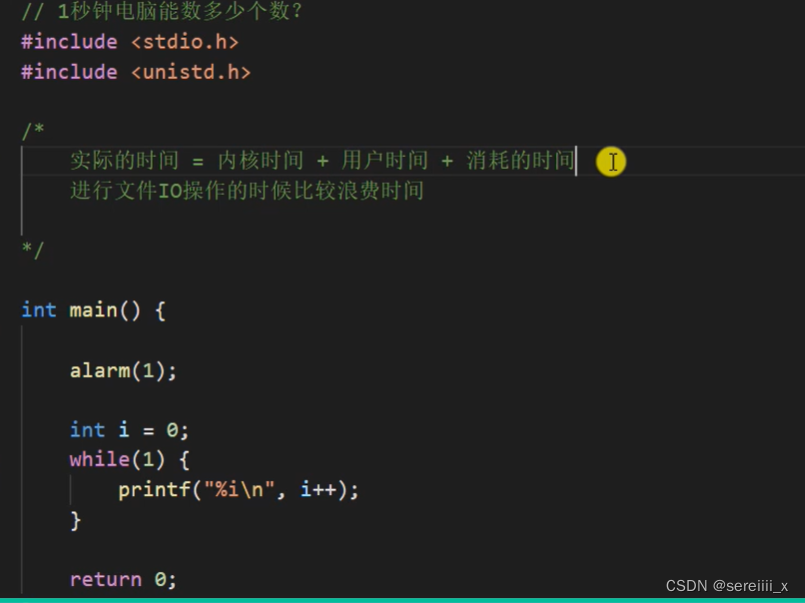 // 1秒钟电脑能数多少个数？
#include <stdio.h>
#include <unistd.h>
/*
实际的时间 = 内核时间 + 用户时间 + 消耗的时间
进行文件IO操作的时候比较浪费时间
*/
int main() {
alarm(1);
int i = 0;
while(1) {
printf("%i\n", i++);
}
return 0;
CSDN @sereiiii_x